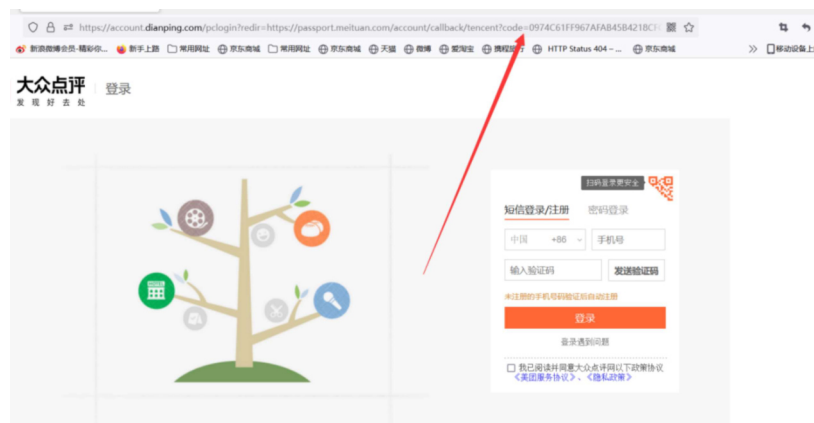 https://account.dianping.com/pclogin?redir=https://passport.meituan.com/account/callback/tencent?code=0974C61FF967AFAB45B4218CF
新浪微博会员-精彩你... 新手上路 常用网址 京东商城 常用网址 京东商城 天猫 微博 爱淘宝 携程旅行 HTTP Status 404 – ... 京东商城 移动设备上
大众点评 登录
发现好去处
扫码登录更安全
短信登录/注册 密码登录
中国 +86 手机号
输入验证码 发送验证码
未注册的手机号码验证后自动注册
登录
登录遇到问题
我已阅读并同意大众点评网以下政策协议
《美团服务协议》、《隐私政策》